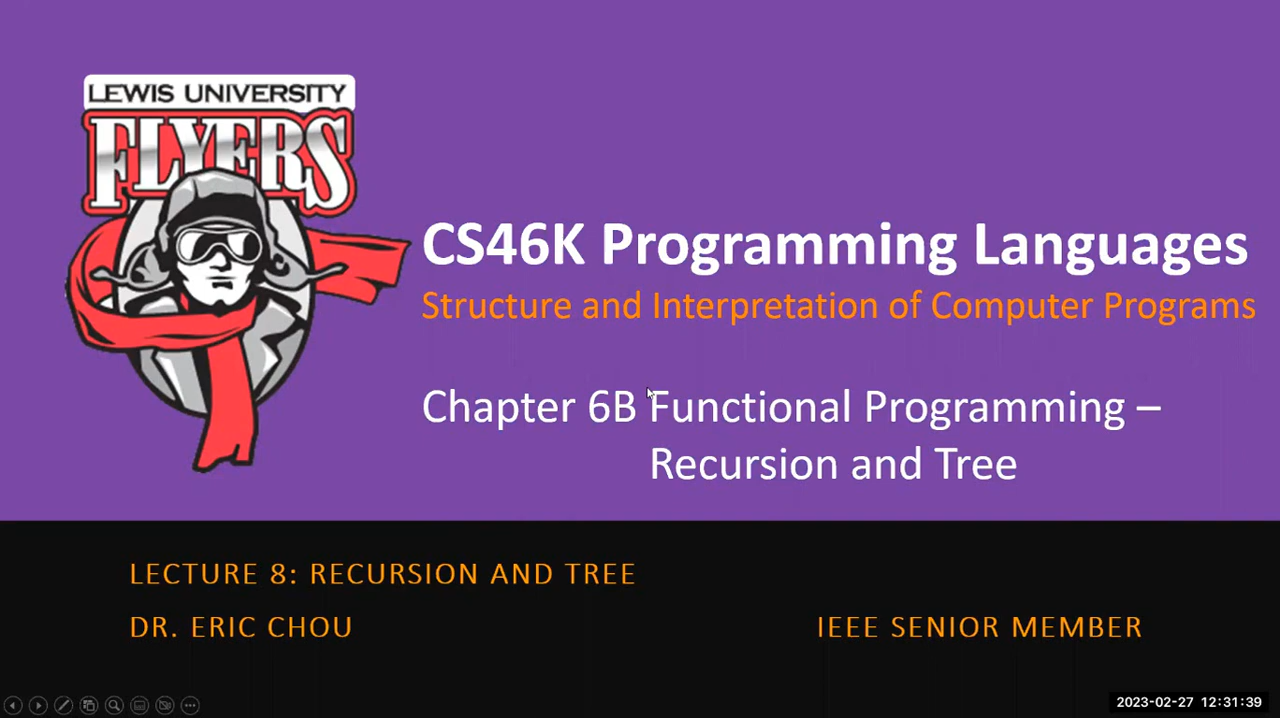 LEWIS UNIVERSITY
FLYERS
CS46K Programming Languages
Structure and Interpretation of Computer Programs
Chapter 6B Functional Programming –
Recursion and Tree
LECTURE 8: RECURSION AND TREE
DR. ERIC CHOU IEEE SENIOR MEMBER
2023-02-27 12:31:39